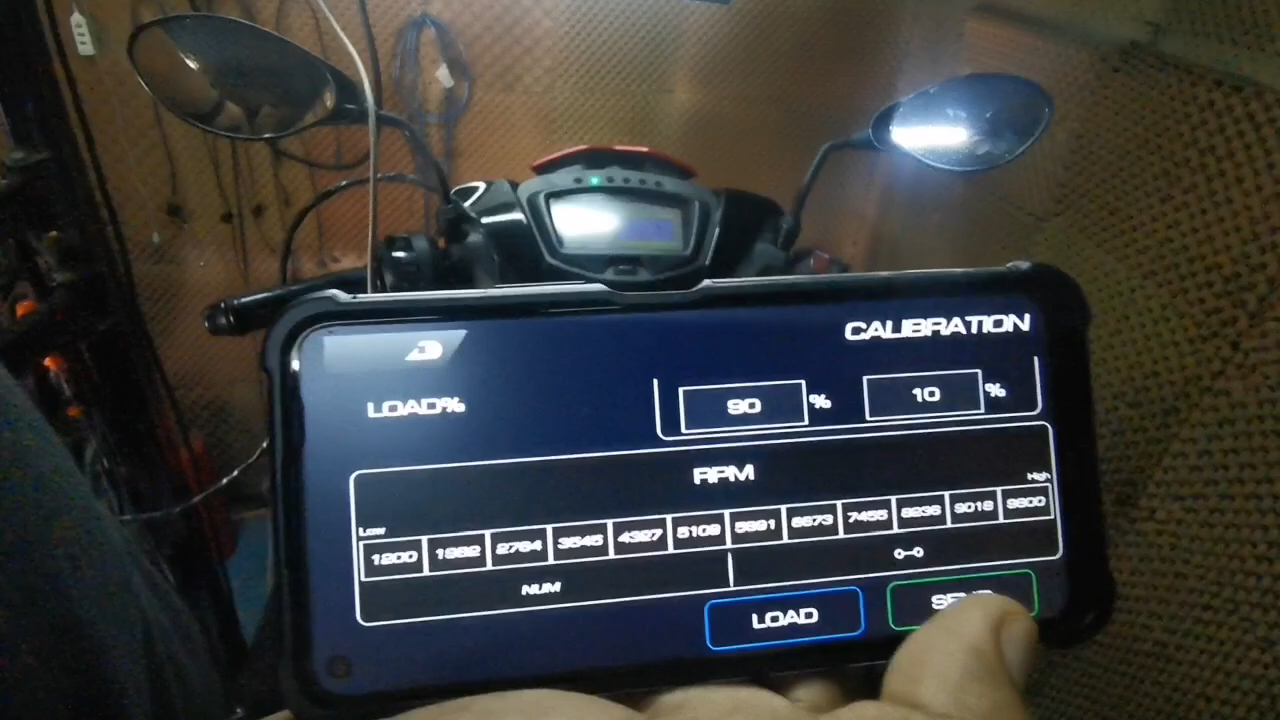 CALIBRATION
LOAD%
90 % 10 %
RPM
Low High
1200 1982 2764 3545 4327 5109 5891 6673 7455 8236 9018 9800
NUM
LOAD